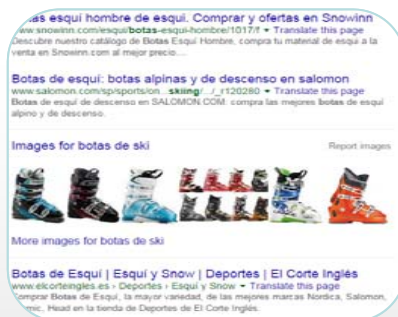 as esquí hombre de esqui. Comprar y ofertas en Snowinn
www.snowinn.com/esqui/botas-esqui-hombre/1017/f ▾ Translate this page
Descubre nuestro catálogo de Botas Esquí Hombre, compra tu material de esqui a la
venta en Snowinn.com al mejor precio....
Botas de esquí: botas alpinas y de descenso en salomon
www.salomon.com/sp/sports/on...skiing/.../_r120280 ▾ Translate this page
Botas de esquí de descenso en SALOMON.COM: compra las mejores botas de esquí
alpino y de descenso.
Images for botas de ski
Report images
More images for botas de ski
Botas de Esquí | Esquí y Snow | Deportes | El Corte Inglés
www.elcorteingles.es › Deportes › Esquí y Snow ▾ Translate this page
Comprar Botas de Esquí, la mayor variedad, de las mejores marcas Nordica, Salomon,
mic, Head en la tienda de Deportes de El Corte Inglés.